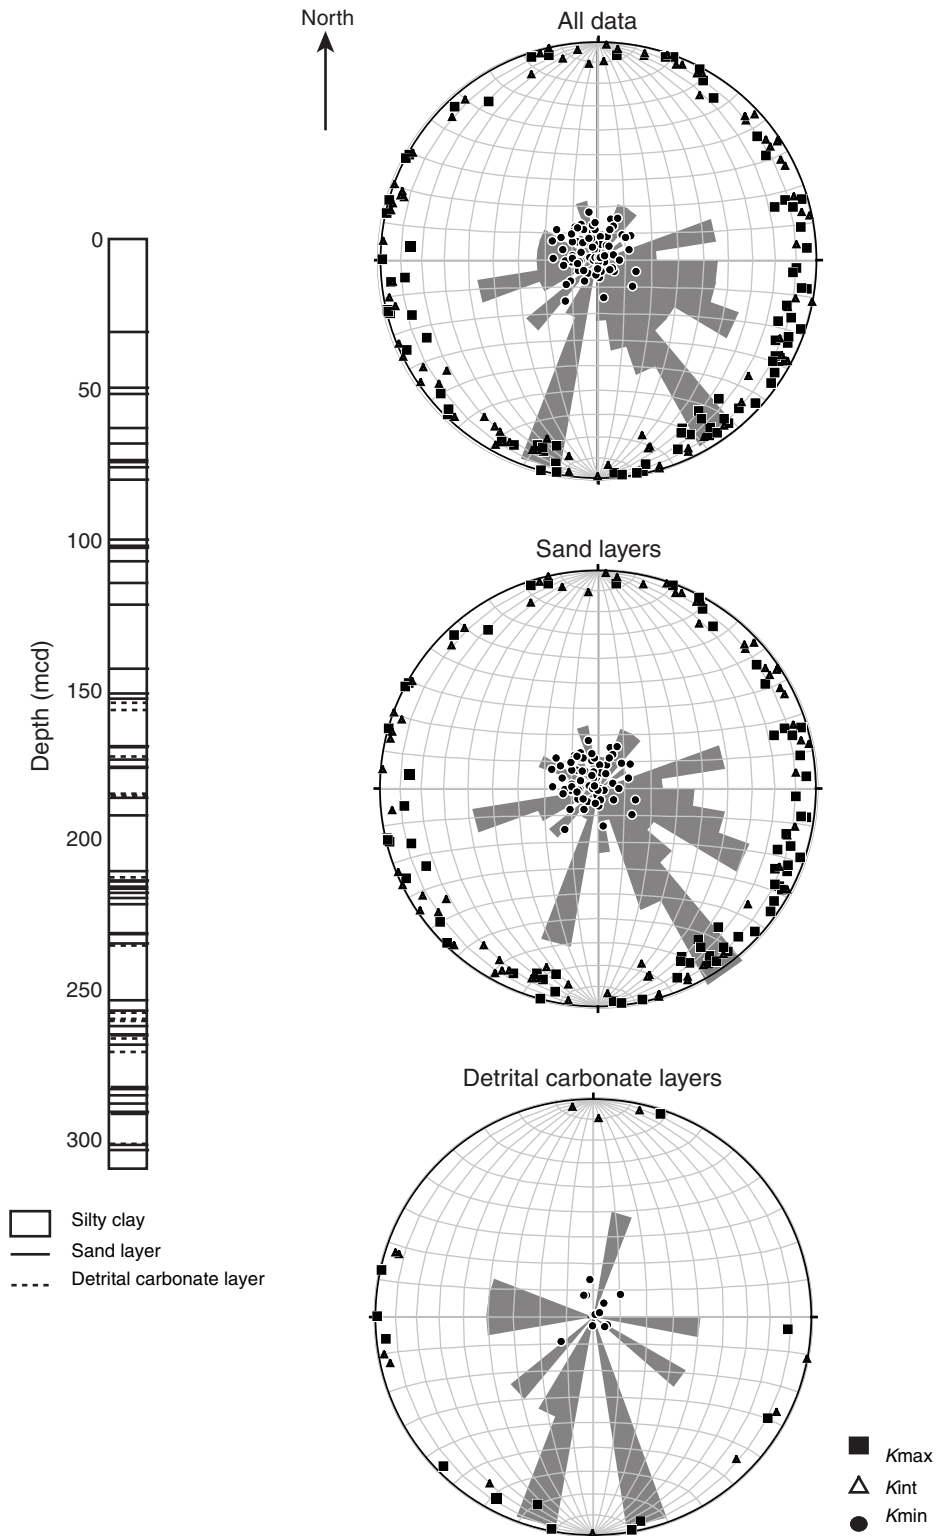 North
All data
0
50
100
150
200
250
300
Depth (mcd)
Sand layers
Detrital carbonate layers
Silty clay
Sand layer
Detrital carbonate layer
Kmax
Kint
Kmin